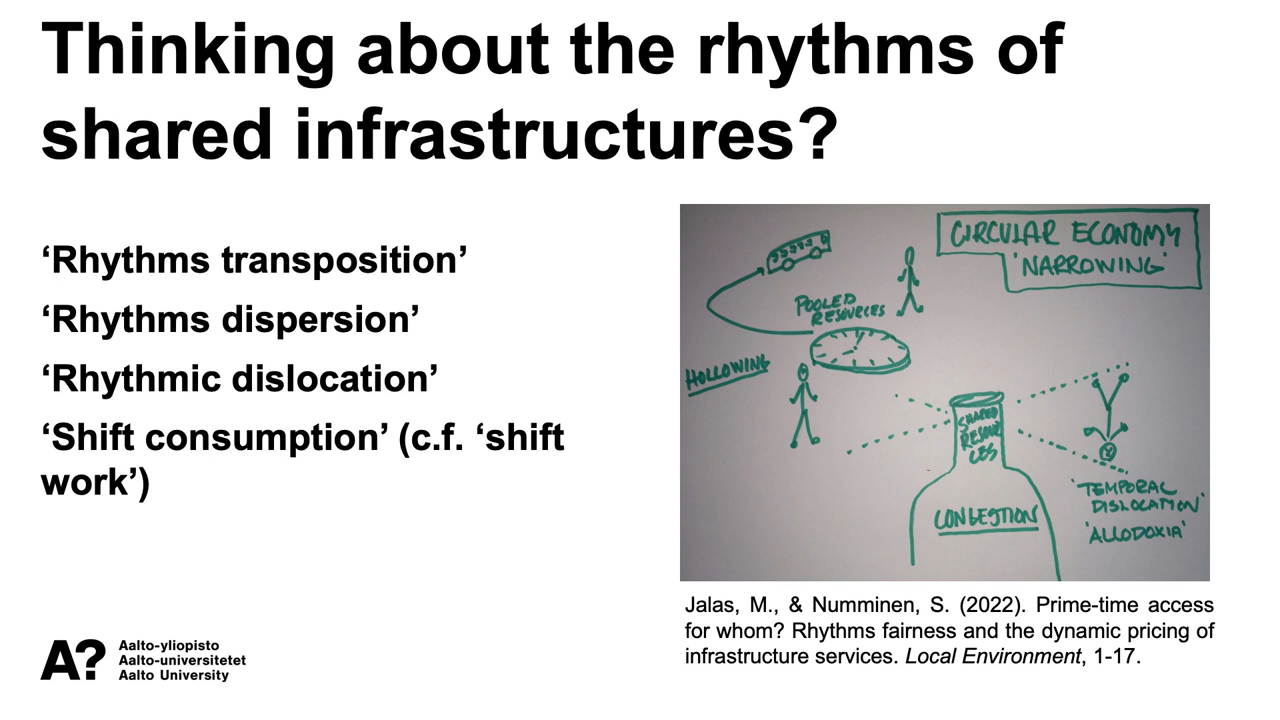 Thinking about the rhythms of
shared infrastructures?
‘Rhythms transposition’
‘Rhythms dispersion’
‘Rhythmic dislocation’
‘Shift consumption’ (c.f. ‘shift
work’)
CIRCULAR ECONOMY
'NARROWING'
POOLED
RESOURCES
HOLLOWING
SHARED
RESOUR
CES
CONGESTION
'TEMPORAL
DISLOCATION'
'ALLODOXIA'
Jalas, M., & Numminen, S. (2022). Prime-time access
for whom? Rhythms fairness and the dynamic pricing of
infrastructure services. Local Environment, 1-17.
A?
Aalto-yliopisto
Aalto-universitetet
Aalto University